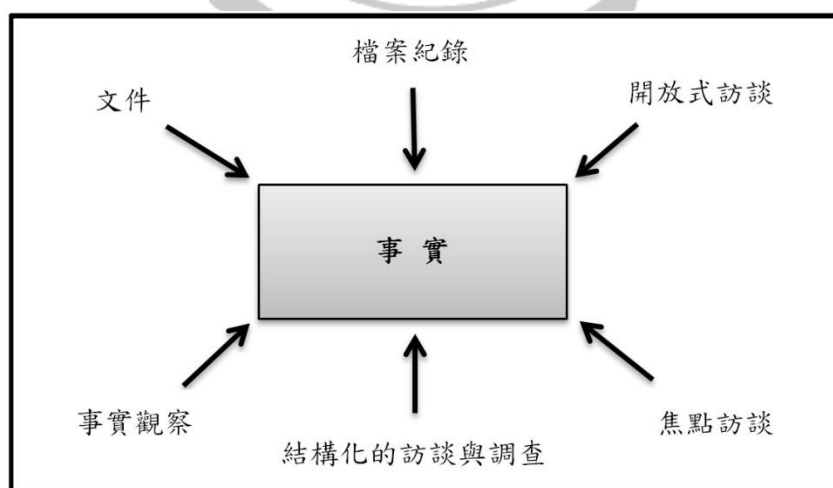 檔案紀錄
文件
開放式訪談
事 實
事實觀察
結構化的訪談與調查
焦點訪談